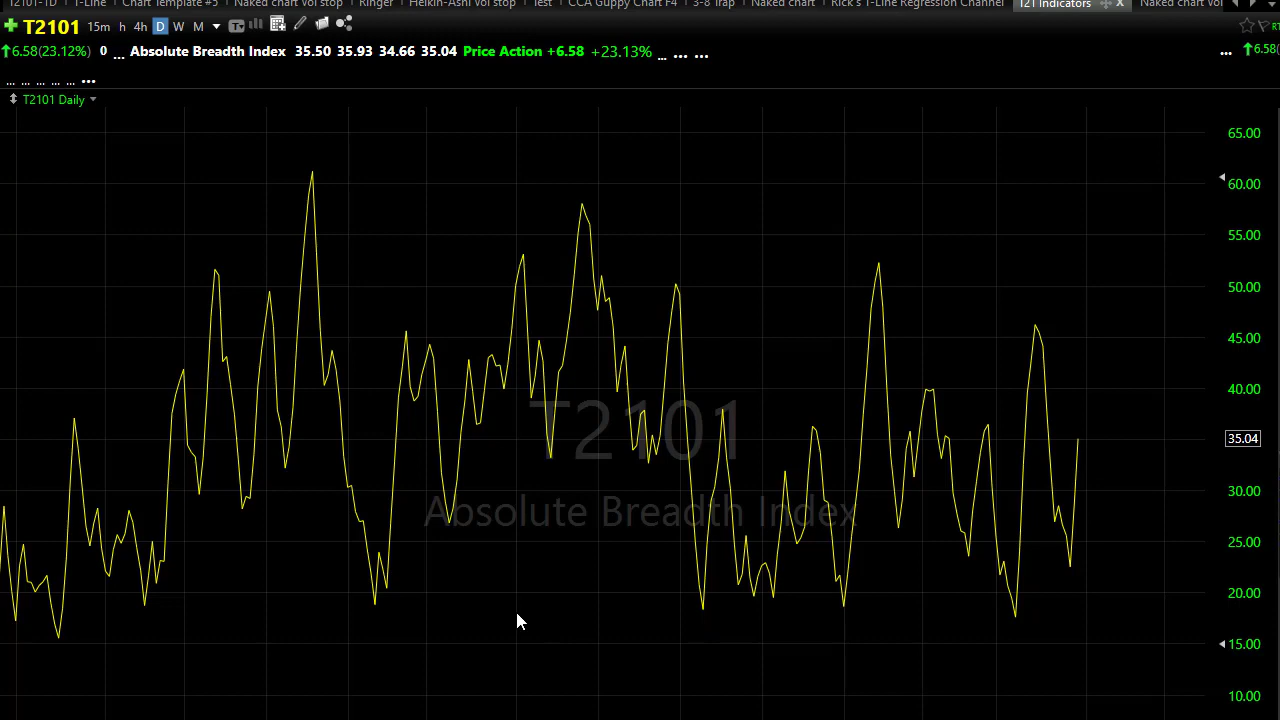 T2101-1D T-Line Chart Template #5 Naked chart Vol stop Ringer Heikin-Ashi Vol stop Test CCA Guppy Chart F4 3-8 Trap Naked chart Rick's T-Line Regression Channel T21 Indicators X Naked chart Vol
T2101 15m h 4h D W M T
6.58(23.12%) 0 ... Absolute Breadth Index 35.50 35.93 34.66 35.04 Price Action +6.58 +23.13% ... ... ... ... 6.58(
... ... ... ... ... ...
T2101 Daily
65.00
60.00
55.00
50.00
45.00
40.00
35.04
30.00
25.00
20.00
15.00
10.00
T2101
Absolute Breadth Index